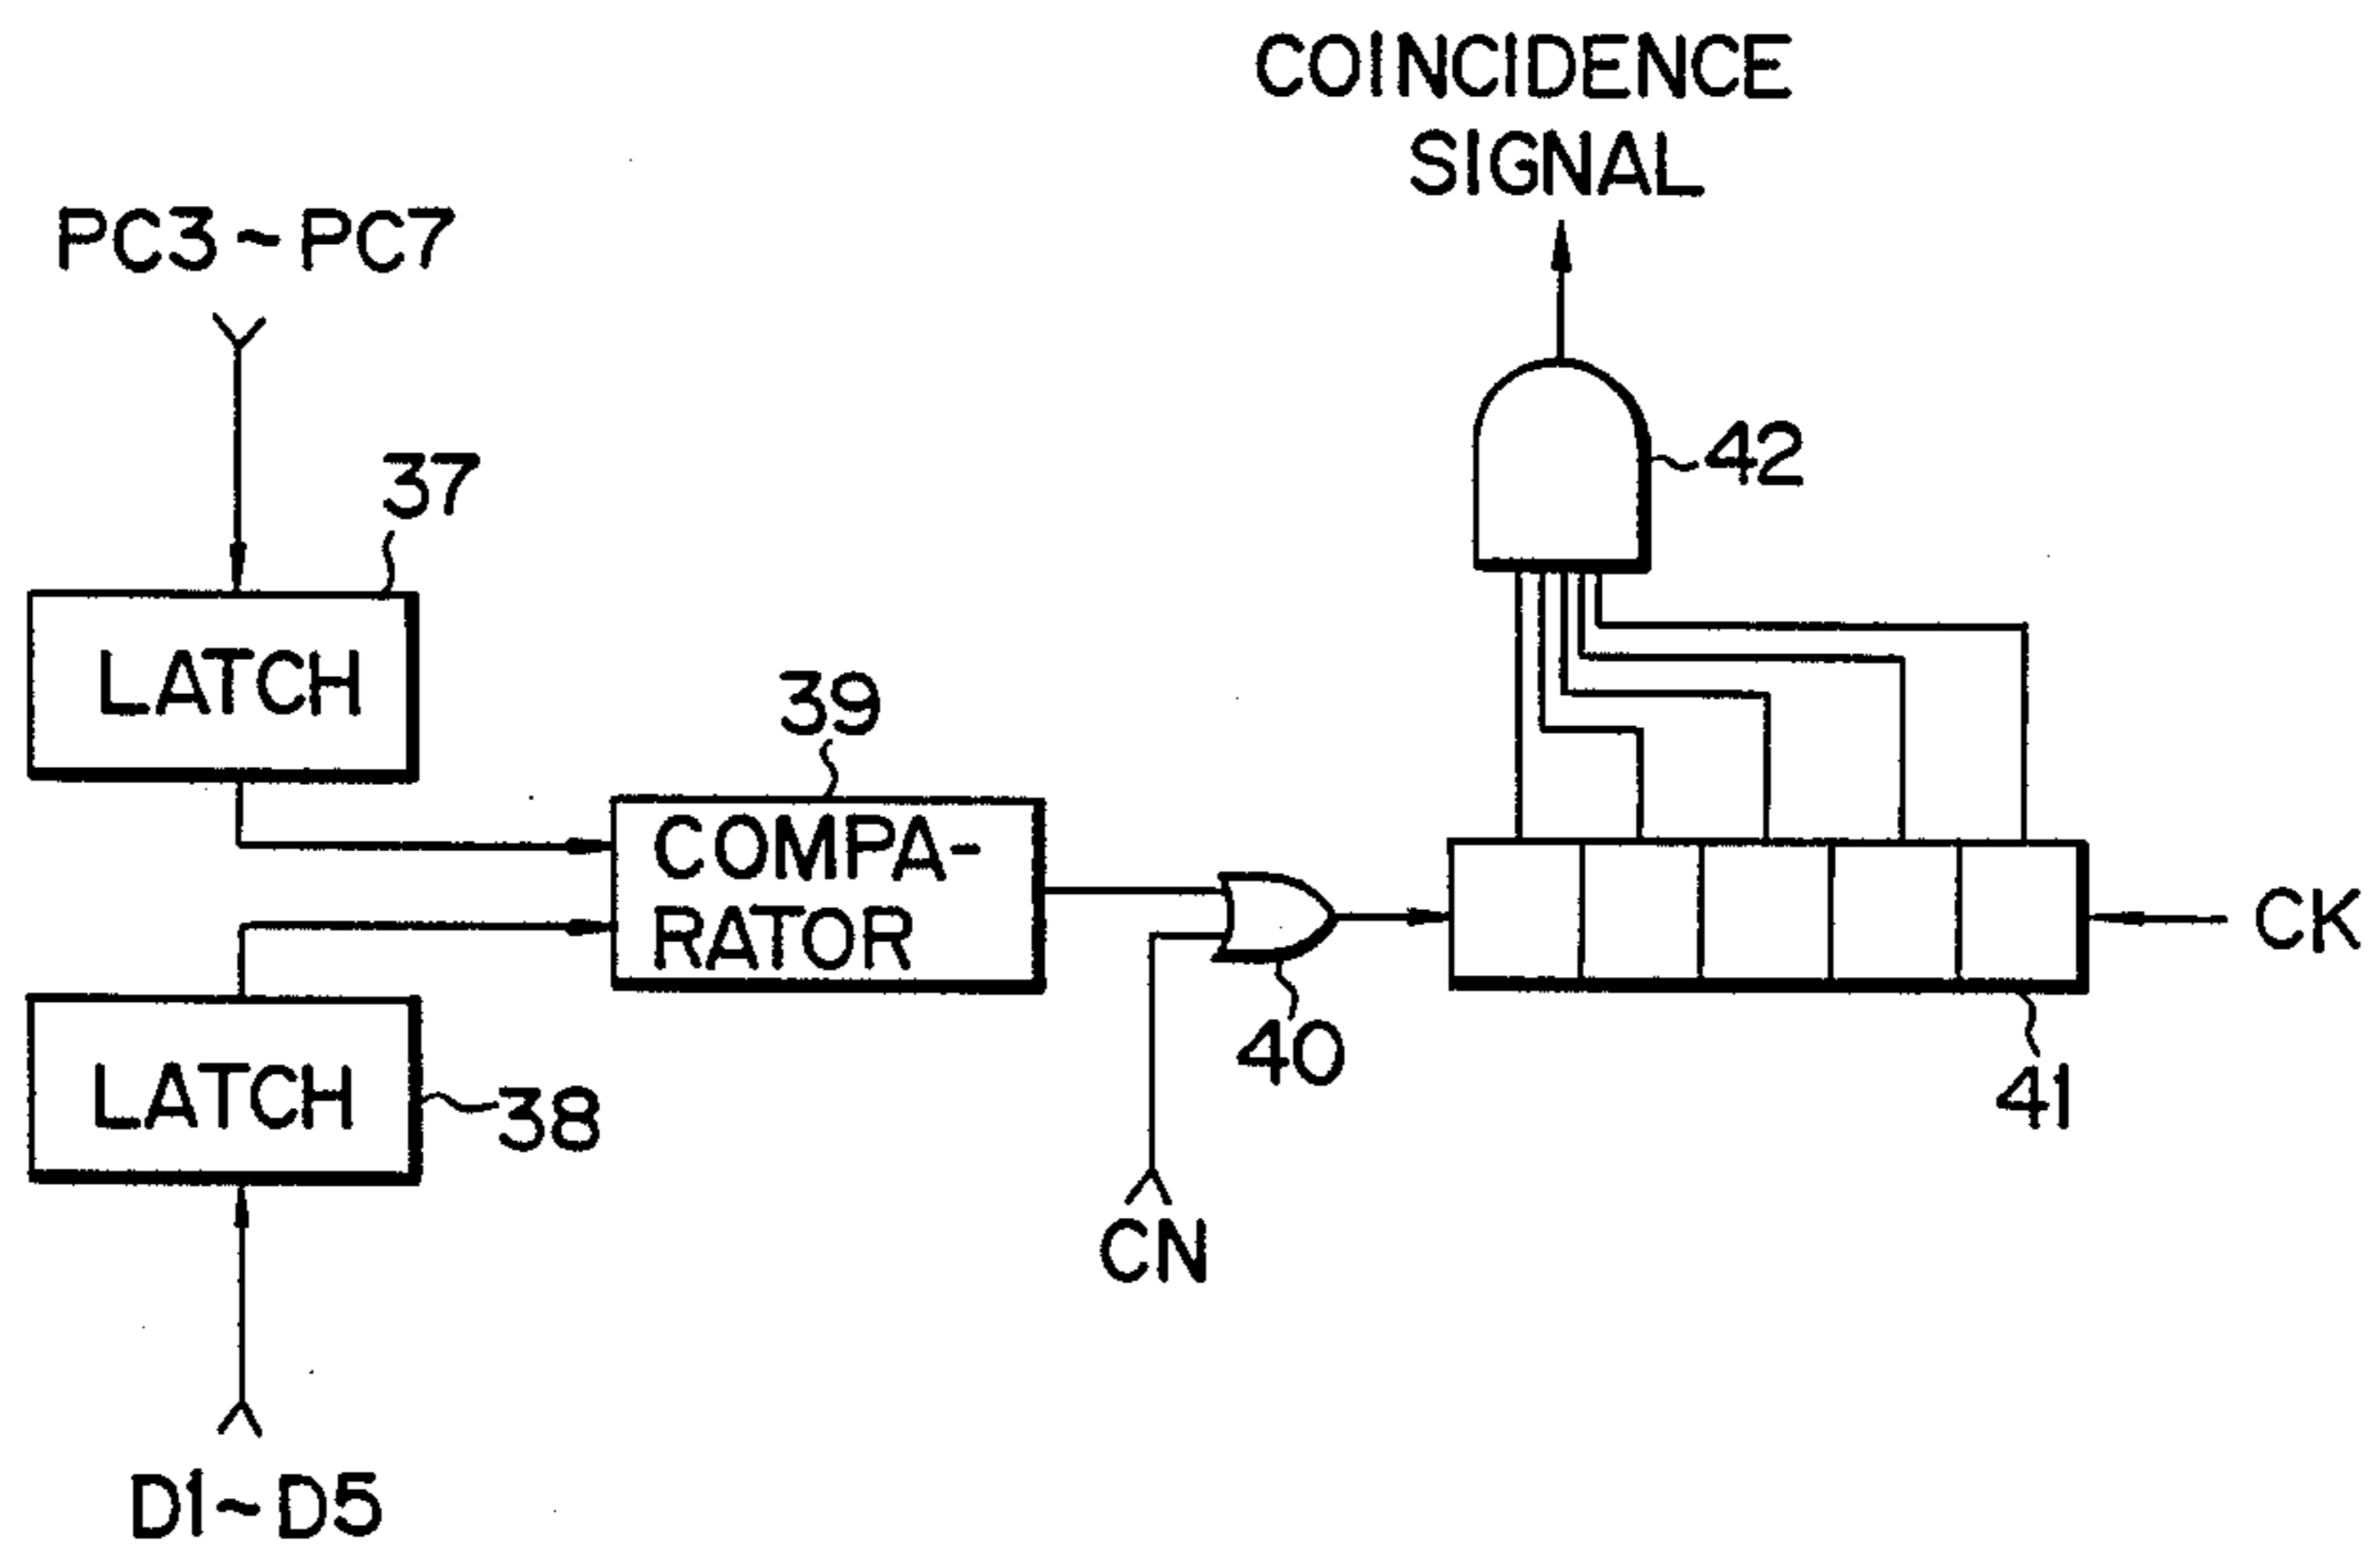 COINCIDENCE
SIGNAL
PC3~PC7
42
37
LATCH
39
COMPA-
RATOR
CK
40
LATCH
38
41
CN
D1~D5